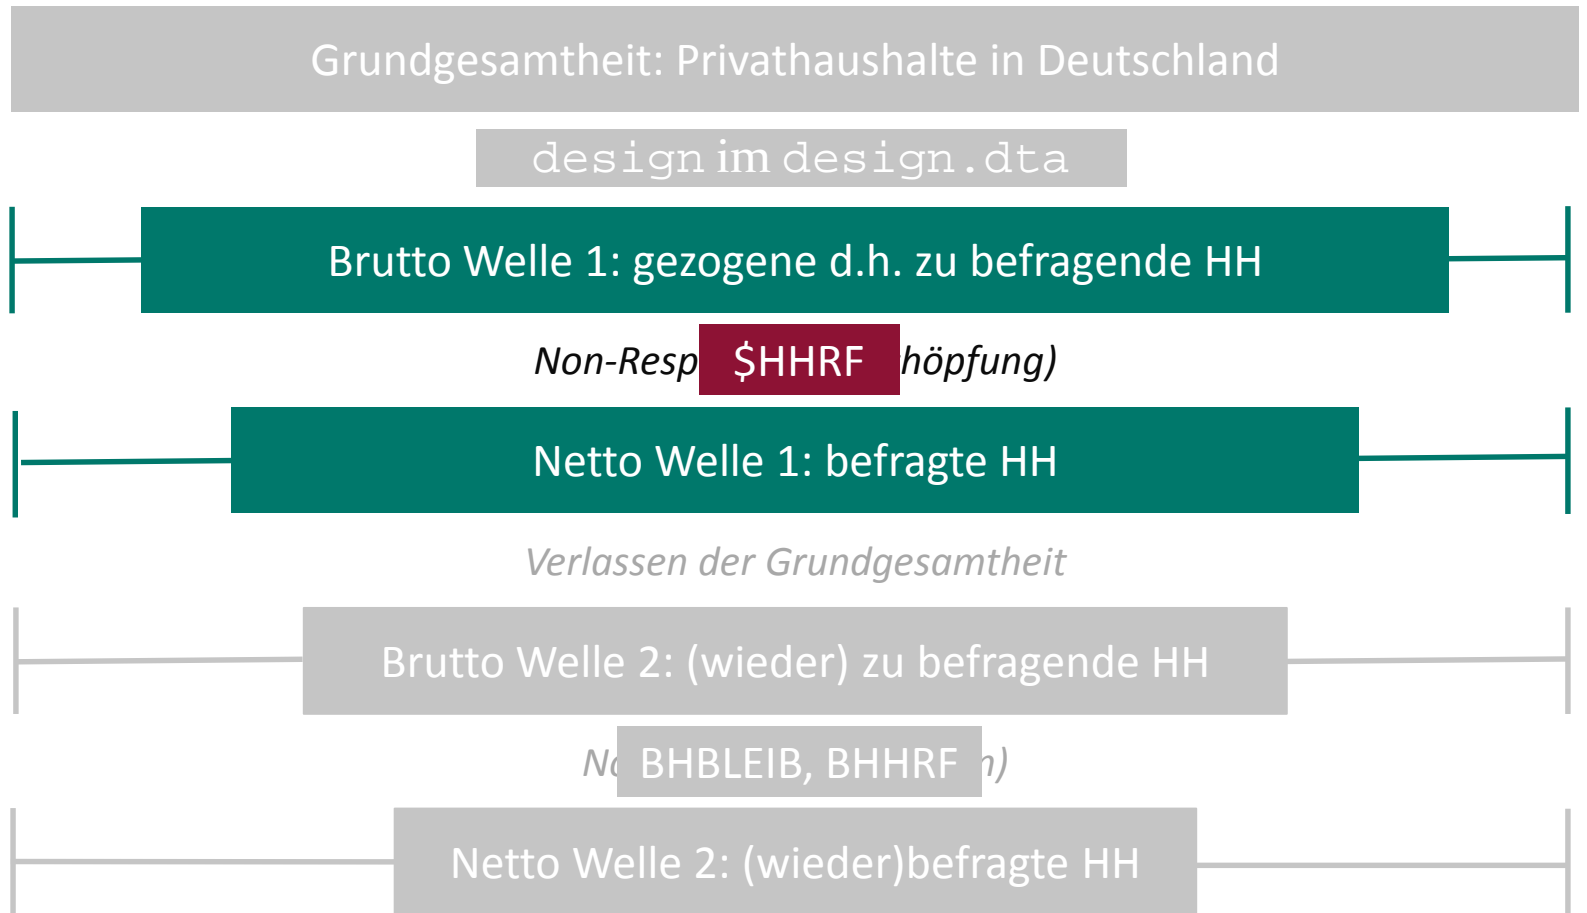 Grundgesamtheit: Privathaushalte in Deutschland
design im design.dta
Brutto Welle 1: gezogene d.h. zu befragende HH
Non-Resp $HHRF höpfung)
Netto Welle 1: befragte HH
Verlassen der Grundgesamtheit
Brutto Welle 2: (wieder) zu befragende HH
BHBLEIB, BHHRF
Netto Welle 2: (wieder)befragte HH